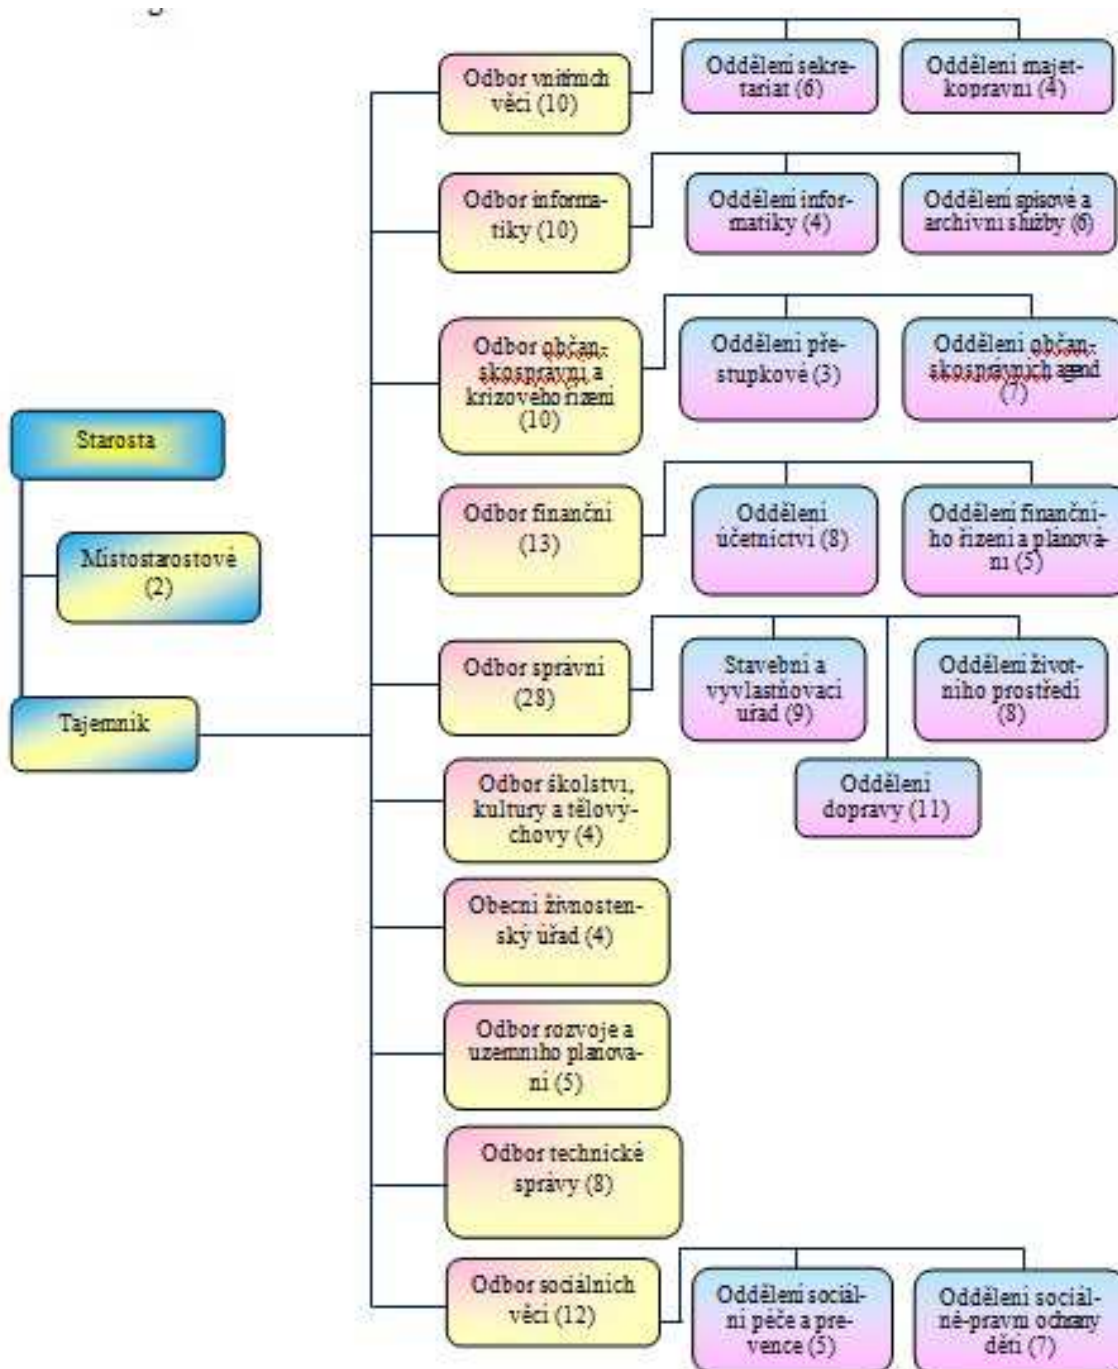 Odbor vnitřních
věcí (10)
Oddělení sekre-
tariát (6)
Oddělení majet-
koprávní (4)
Odbor informa-
tiky (10)
Oddělení infor-
matiky (4)
Oddělení spisové a
archivní služby (6)
Odbor občan-
skosprávní a
krizového řízení
(10)
Oddělení pře-
stupkové (3)
Oddělení občan-
skosprávních agend
(7)
Starosta
Místostarostové
(2)
Tajemník
Odbor finanční
(13)
Oddělení
účetnictví (8)
Oddělení finanční-
ho řízení a plánová-
ní (5)
Odbor správní
(28)
Stavební a
vyvlastňovací
úřad (9)
Oddělení život-
ního prostředí
(8)
Oddělení
dopravy (11)
Odbor školství,
kultury a tělový-
chovy (4)
Obecní živnosten-
ský úřad (4)
Odbor rozvoje a
územního plánová-
ní (5)
Odbor technické
správy (8)
Odbor sociálních
věcí (12)
Oddělení sociál-
ní péče a pre-
vence (5)
Oddělení sociál-
ně-právní ochrany
dětí (7)